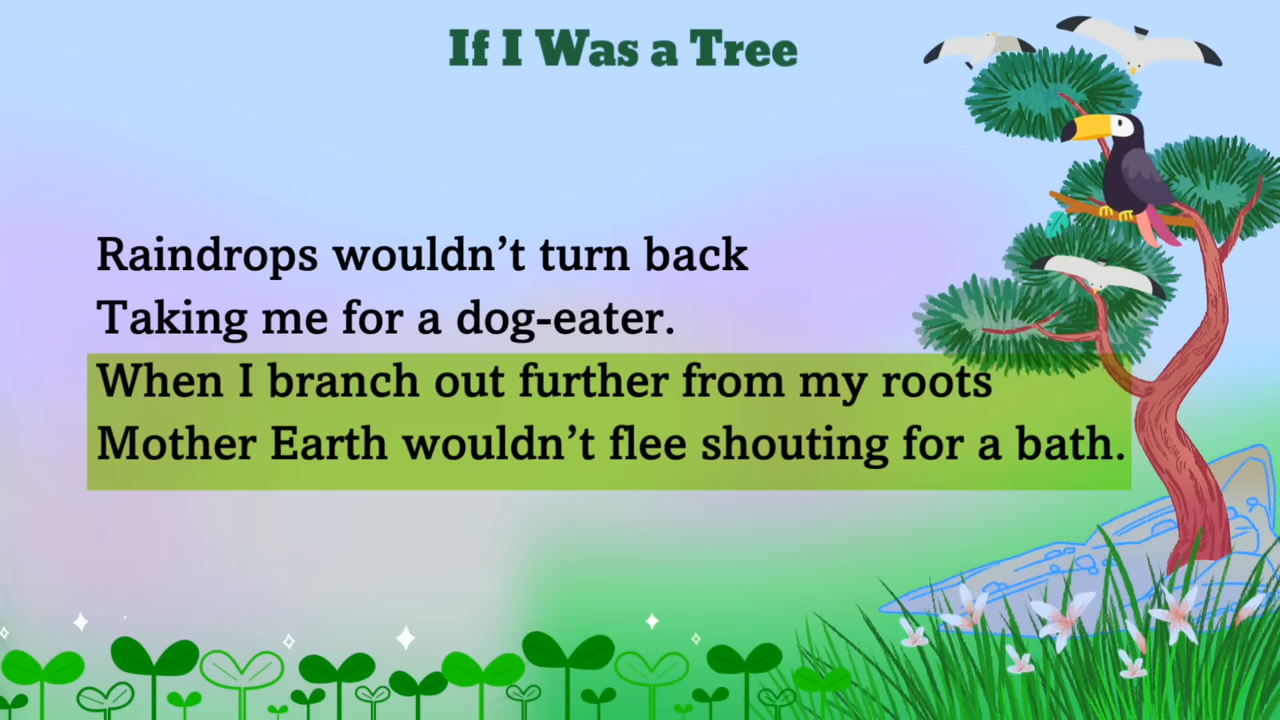 If I Was a Tree
Raindrops wouldn’t turn back
Taking me for a dog-eater.
When I branch out further from my roots
Mother Earth wouldn’t flee shouting for a bath.